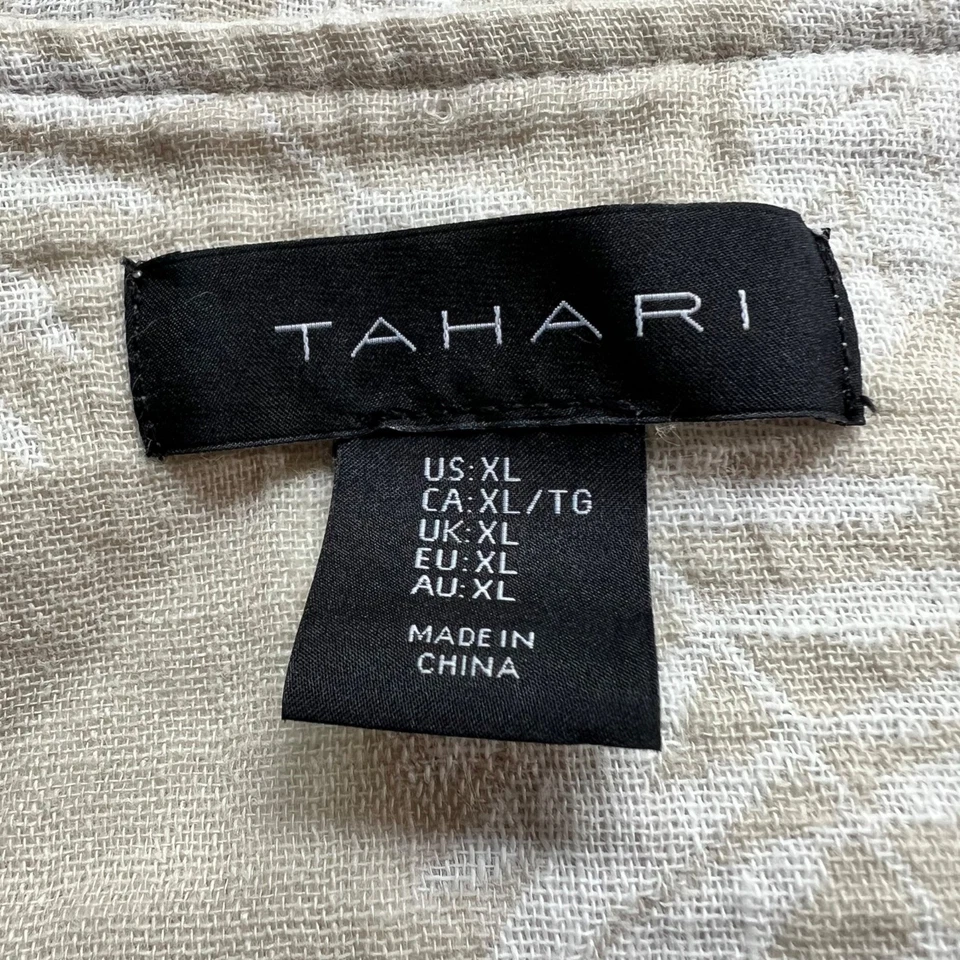 TAHARI
US: XL
CA: XL/TG
UK: XL
EU: XL
AU: XL
MADE IN
CHINA